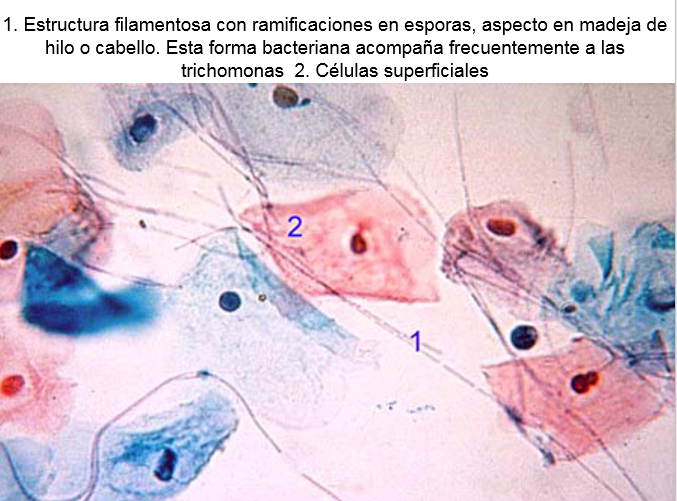 1. Estructura filamentosa con ramificaciones en esporas, aspecto en madeja de
hilo o cabello. Esta forma bacteriana acompaña frecuentemente a las
trichomonas  2. Células superficiales
2
1